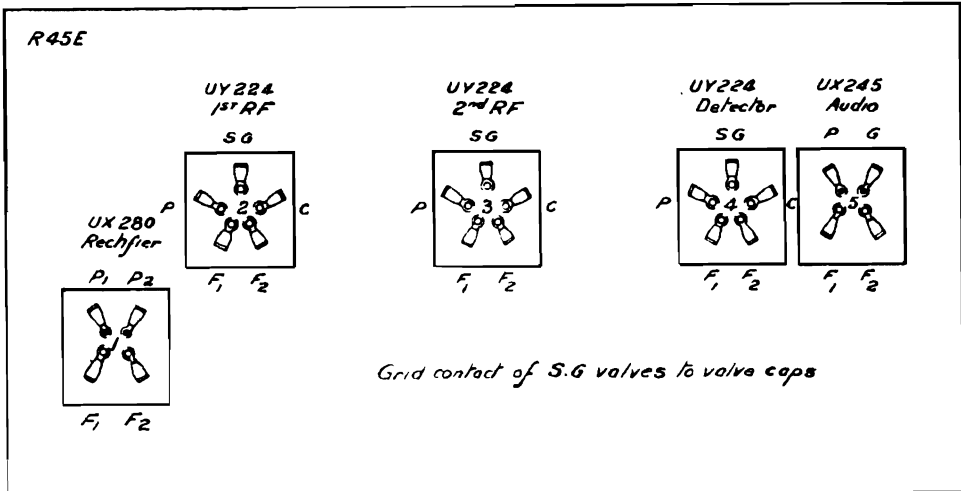 R45E
UY224
1ST RF
SG
P
2
C
F1 F2
UY224
2nd RF
SG
P
3
C
F1 F2
UY224
Detector
SG
P
4
C
F1 F2
UX245
Audio
P G
5
F1 F2
UX280
Rectifier
P1 P2
1
F1 F2
Grid contact of S.G valves to valve caps